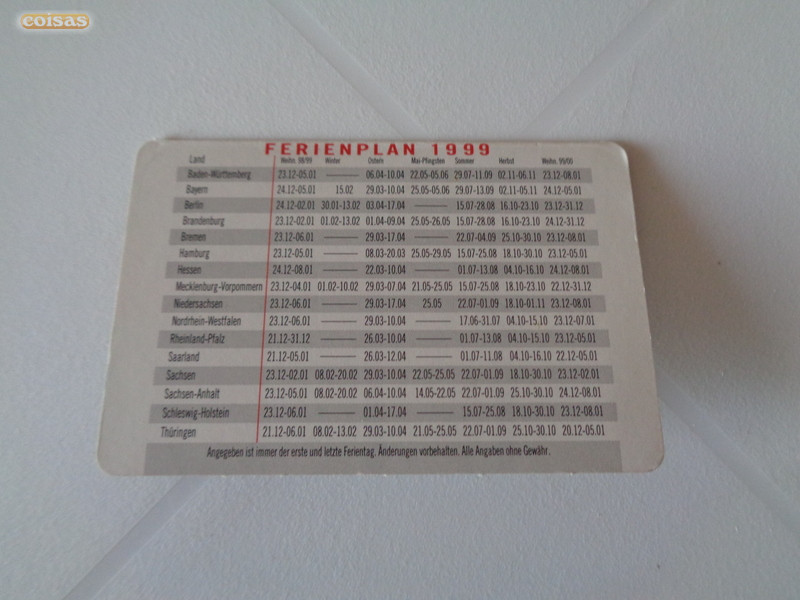 coisas
FERIENPLAN 1999
Land Weihn. 98/99 Winter Ostern Mai-Pfingsten Sommer Herbst Weihn. 99/00
Baden-Württemberg 23.12-05.01 ——— 06.04-10.04 22.05-05.06 29.07-11.09 02.11-06.11 23.12-08.01
Bayern 24.12-05.01 15.02 29.03-10.04 25.05-05.06 29.07-13.09 02.11-05.11 24.12-05.01
Berlin 24.12-02.01 30.01-13.02 03.04-17.04 ——— 15.07-28.08 16.10-23.10 23.12-31.12
Brandenburg 23.12-02.01 01.02-13.02 01.04-09.04 25.05-26.05 15.07-28.08 16.10-23.10 24.12-31.12
Bremen 23.12-06.01 ——— 29.03-17.04 ——— 22.07-04.09 25.10-30.10 23.12-08.01
Hamburg 23.12-05.01 ——— 08.03-20.03 25.05-29.05 15.07-25.08 18.10-30.10 23.12-05.01
Hessen 24.12-08.01 ——— 22.03-10.04 ——— 01.07-13.08 04.10-16.10 24.12-08.01
Mecklenburg-Vorpommern 23.12-04.01 01.02-10.02 29.03-07.04 21.05-25.05 15.07-25.08 18.10-23.10 22.12-31.12
Niedersachsen 23.12-06.01 ——— 29.03-17.04 25.05 22.07-01.09 18.10-01.11 23.12-08.01
Nordrhein-Westfalen 23.12-06.01 ——— 29.03-10.04 ——— 17.06-31.07 04.10-15.10 23.12-07.01
Rheinland-Pfalz 21.12-31.12 ——— 26.03-10.04 ——— 01.07-13.08 04.10-15.10 23.12-05.01
Saarland 21.12-05.01 ——— 26.03-12.04 ——— 01.07-11.08 04.10-16.10 22.12-05.01
Sachsen 23.12-02.01 08.02-20.02 29.03-10.04 22.05-25.05 22.07-01.09 18.10-30.10 23.12-02.01
Sachsen-Anhalt 23.12-05.01 08.02-20.02 06.04-10.04 14.05-22.05 22.07-01.09 25.10-30.10 24.12-08.01
Schleswig-Holstein 23.12-06.01 ——— 01.04-17.04 ——— 15.07-25.08 18.10-30.10 23.12-08.01
Thüringen 21.12-06.01 08.02-13.02 29.03-10.04 21.05-25.05 22.07-01.09 25.10-30.10 20.12-05.01
Angegeben ist immer der erste und letzte Ferientag. Änderungen vorbehalten. Alle Angaben ohne Gewähr.